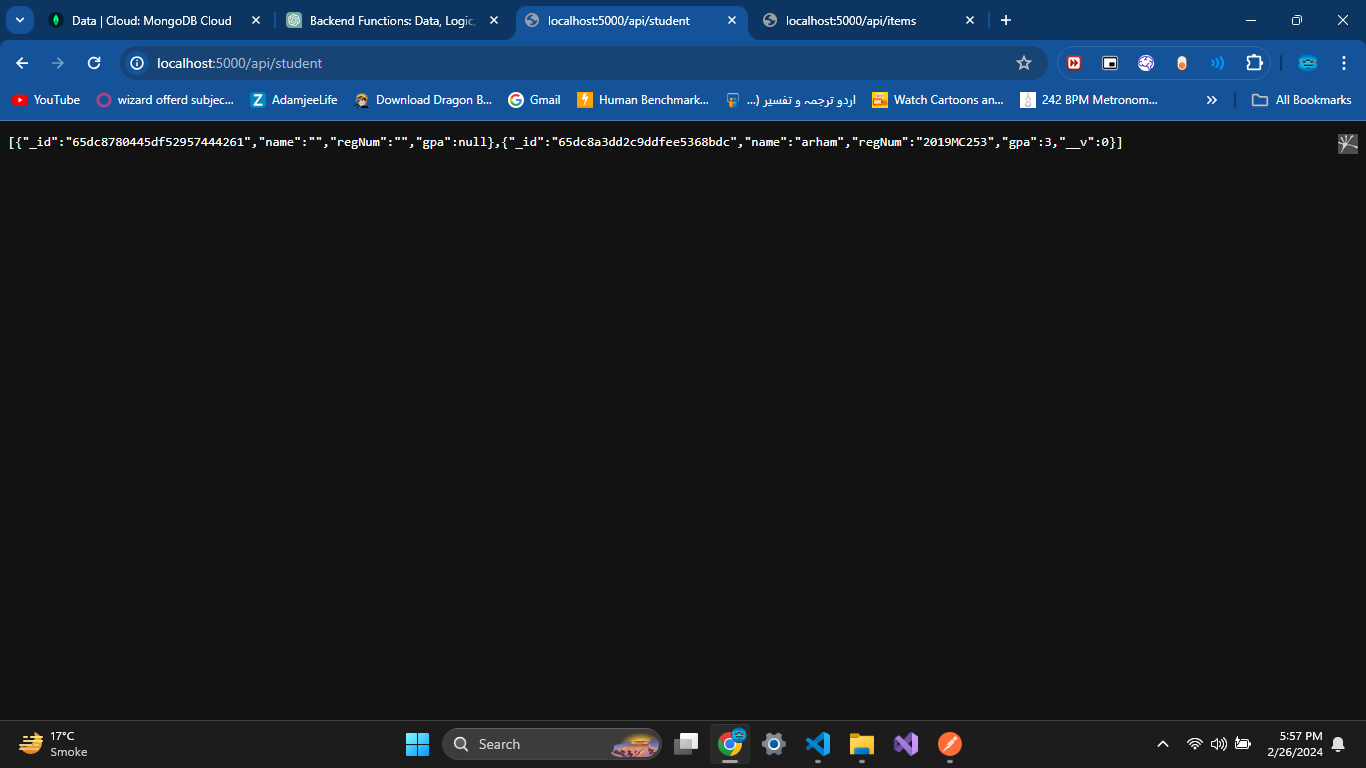 Data | Cloud: MongoDB Cloud
Backend Functions: Data, Logic,
localhost:5000/api/student
localhost:5000/api/items
localhost:5000/api/student
YouTube
wizard offerd subjec...
AdamjeeLife
Download Dragon B...
Gmail
Human Benchmark...
اردو ترجمہ و تفسیر (...
Watch Cartoons an...
242 BPM Metronom...
All Bookmarks
[{"_id":"65dc8780445df52957444261","name":"","regNum":"","gpa":null},{"_id":"65dc8a3dd2c9ddfee5368bdc","name":"arham","regNum":"2019MC253","gpa":3,"__v":0}]
17°C
Smoke
Search
5:57 PM
2/26/2024